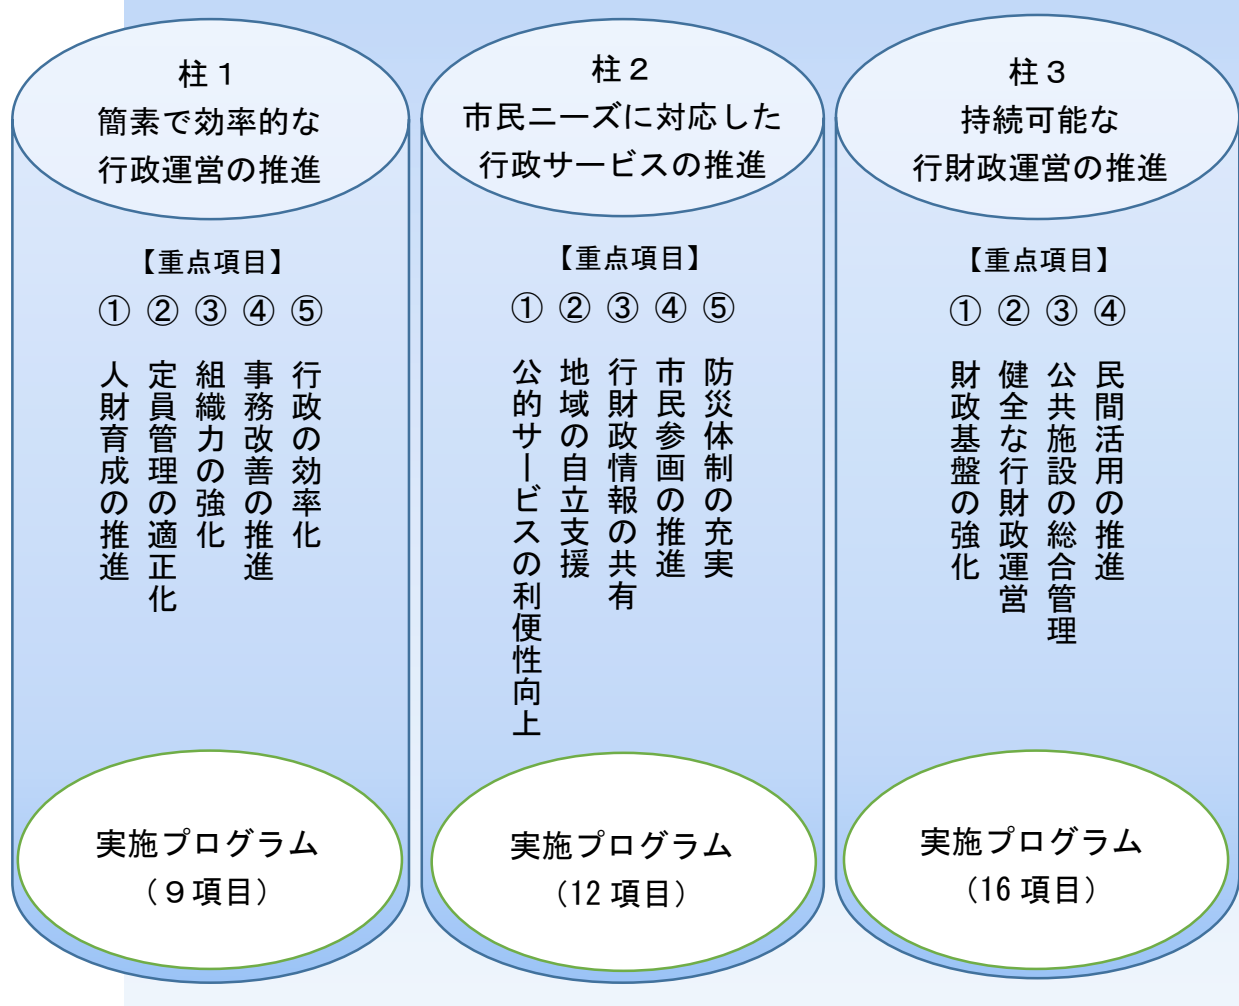 柱１
簡素で効率的な
行政運営の推進
【重点項目】
① 人財育成の推進
② 定員管理の適正化
③ 組織力の強化
④ 事務改善の推進
⑤ 行政の効率化
実施プログラム
（９項目）
柱２
市民ニーズに対応した
行政サービスの推進
【重点項目】
① 公的サービスの利便性向上
② 地域の自立支援
③ 行財政情報の共有
④ 市民参画の推進
⑤ 防災体制の充実
実施プログラム
（12 項目）
柱３
持続可能な
行財政運営の推進
【重点項目】
① 財政基盤の強化
② 健全な行財政運営
③ 公共施設の総合管理
④ 民間活用の推進
実施プログラム
（16 項目）